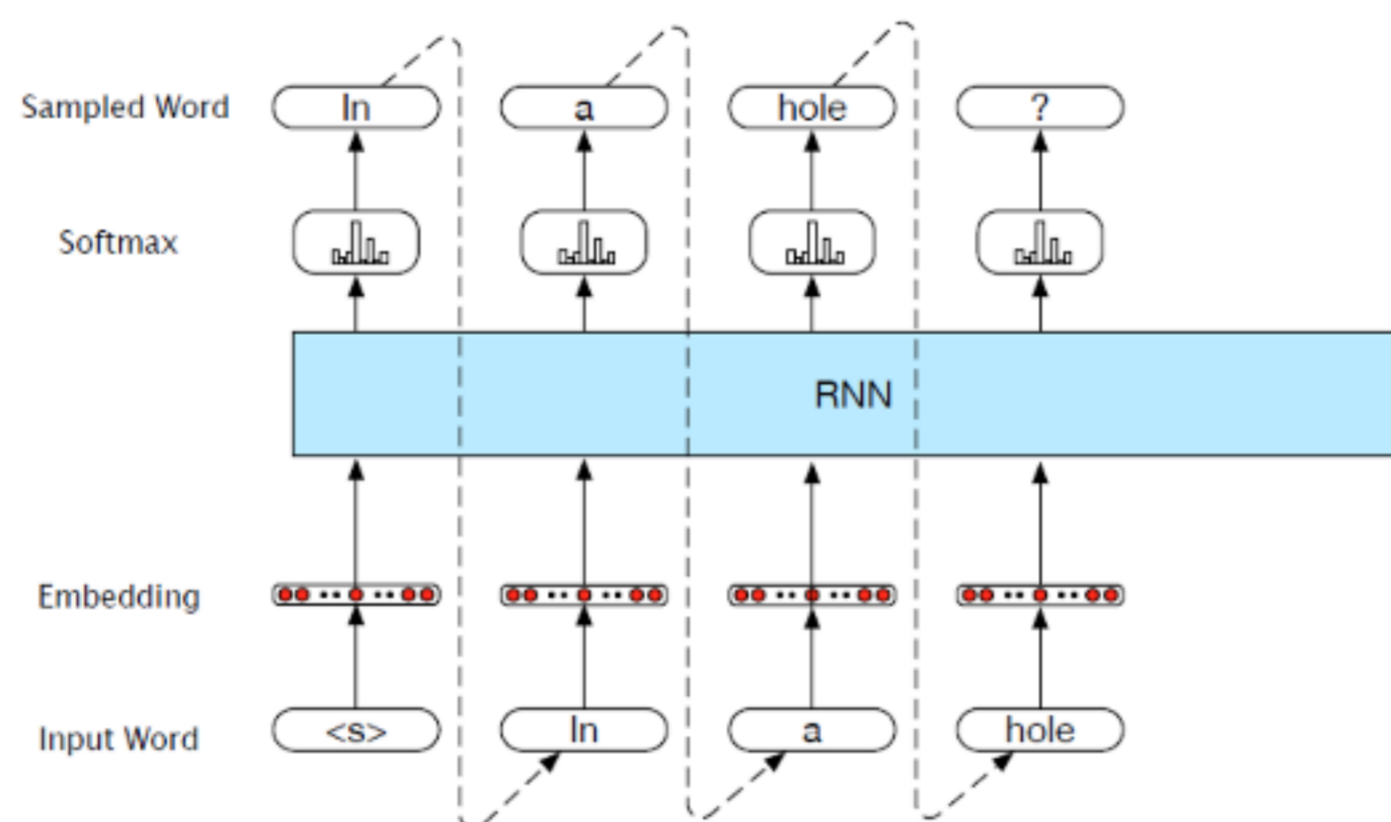 Sampled Word In a hole ?
Softmax
RNN
Embedding
Input Word <s> In a hole